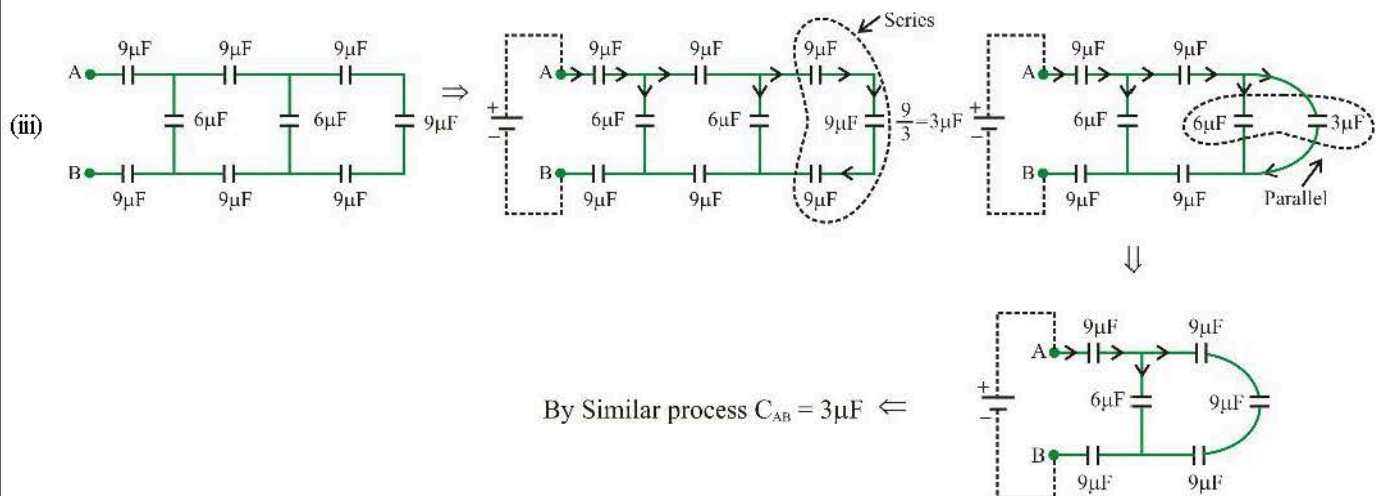 (iii)
9μF 9μF 9μF
A
6μF 6μF 9μF
B
9μF 9μF 9μF
⇒
Series
9μF 9μF 9μF
A
+
−
6μF 6μF 9μF
B
9μF 9μF 9μF
9/3 = 3μF
9μF 9μF
A
+
−
6μF 6μF 3μF
B
9μF 9μF
Parallel
⇓
9μF 9μF
A
+
−
6μF 9μF
B
9μF 9μF
By Similar process C_AB = 3μF ⇐